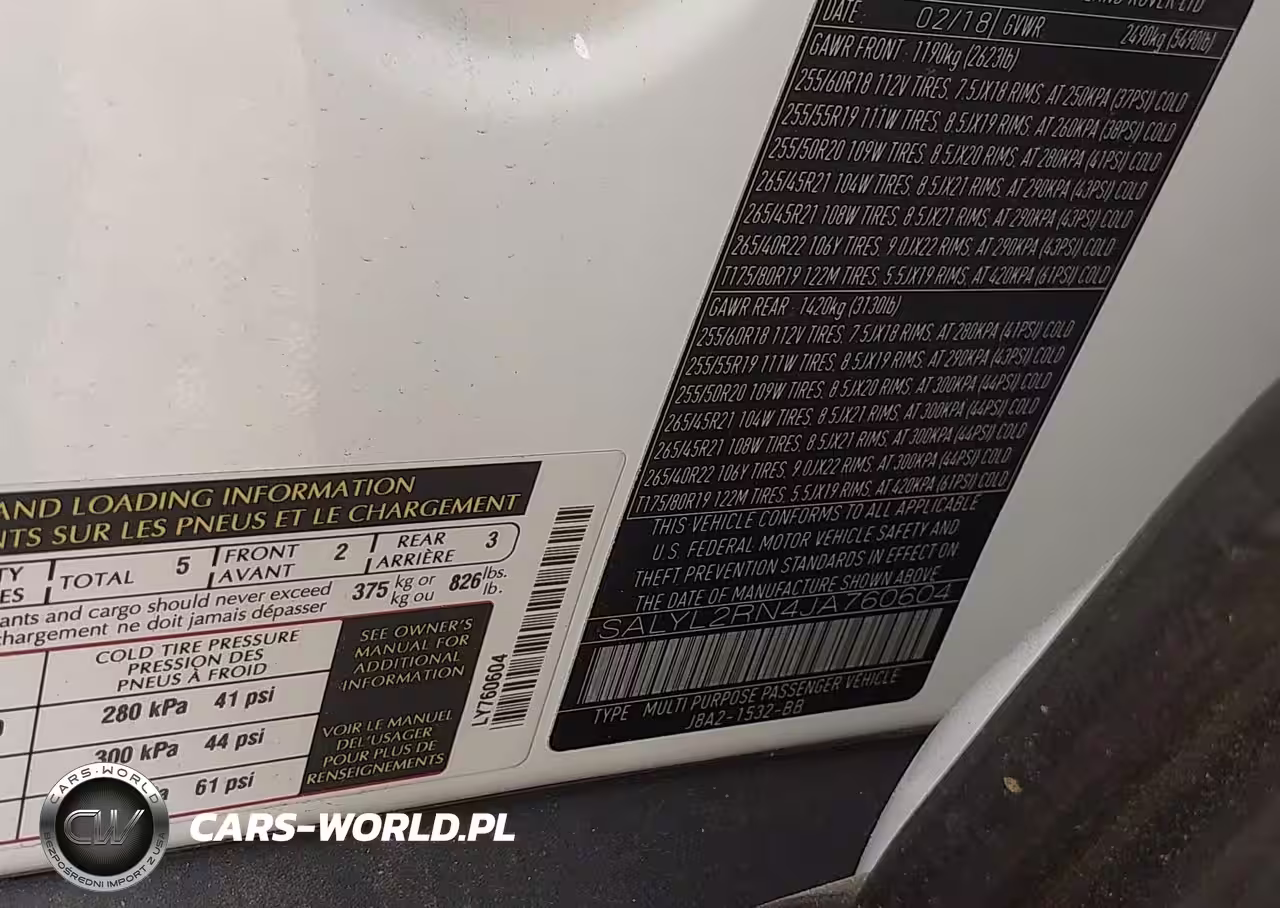 LAND ROVER LTD
DATE: 02/18 GVWR 2490kg (5490lb)
GAWR FRONT : 1190kg (2623lb)
255/60R18 112V TIRES, 7.5JX18 RIMS, AT 250KPA (37PSI) COLD
255/55R19 111W TIRES, 8.5JX19 RIMS, AT 260KPA (38PSI) COLD
255/50R20 109W TIRES, 8.5JX20 RIMS, AT 280KPA (41PSI) COLD
265/45R21 104W TIRES, 8.5JX21 RIMS, AT 290KPA (43PSI) COLD
265/45R21 108W TIRES, 8.5JX21 RIMS, AT 290KPA (43PSI) COLD
265/40R22 106Y TIRES, 9.0JX22 RIMS, AT 290KPA (43PSI) COLD
T175/80R19 122M TIRES, 5.5JX19 RIMS, AT 420KPA (61PSI) COLD
GAWR REAR : 1420kg (3130lb)
255/60R18 112V TIRES, 7.5JX18 RIMS, AT 280KPA (41PSI) COLD
255/55R19 111W TIRES, 8.5JX19 RIMS, AT 290KPA (43PSI) COLD
255/50R20 109W TIRES, 8.5JX20 RIMS, AT 300KPA (44PSI) COLD
265/45R21 104W TIRES, 8.5JX21 RIMS, AT 300KPA (44PSI) COLD
265/45R21 108W TIRES, 8.5JX21 RIMS, AT 300KPA (44PSI) COLD
265/40R22 106Y TIRES, 9.0JX22 RIMS, AT 300KPA (44PSI) COLD
T175/80R19 122M TIRES, 5.5JX19 RIMS, AT 420KPA (61PSI) COLD
THIS VEHICLE CONFORMS TO ALL APPLICABLE
U.S. FEDERAL MOTOR VEHICLE SAFETY AND
THEFT PREVENTION STANDARDS IN EFFECT ON
THE DATE OF MANUFACTURE SHOWN ABOVE
SALYL2RN4JA760604
TYPE MULTI PURPOSE PASSENGER VEHICLE
J8A2-1532-BB
AND LOADING INFORMATION
NTS SUR LES PNEUS ET LE CHARGEMENT
TY
ES
TOTAL 5
FRONT
AVANT 2
REAR
ARRIÈRE 3
ants and cargo should never exceed
chargement ne doit jamais dépasser
375 kg or
kg ou
826 lbs.
lb.
COLD TIRE PRESSURE
PRESSION DES
PNEUS À FROID
280 kPa 41 psi
300 kPa 44 psi
a 61 psi
SEE OWNER'S
MANUAL FOR
ADDITIONAL
INFORMATION
VOIR LE MANUEL
DEL'USAGER
POUR PLUS DE
RENSEIGNEMENTS
LY760604
CARS-WORLD
CW
BEZPOŚREDNI IMPORT Z USA
CARS-WORLD.PL